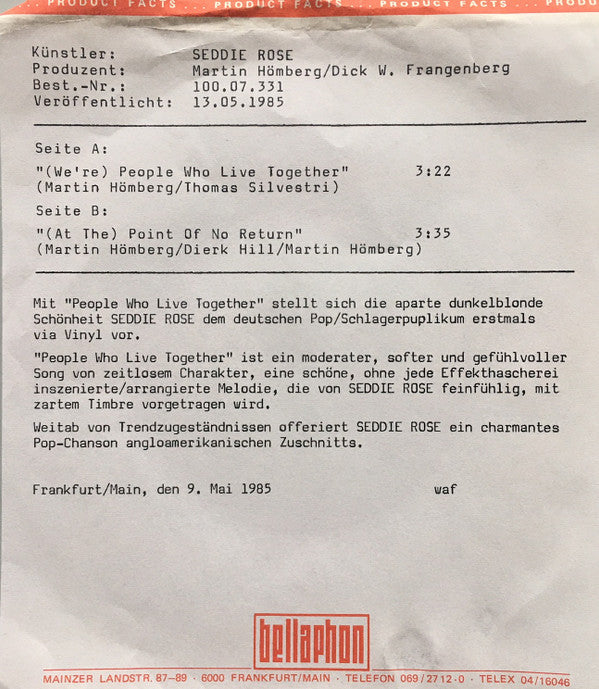 ... PRODUCT FACTS ... PRODUCT FACTS ... PRODUCT FACTS ... PRODU
Künstler: SEDDIE ROSE
Produzent: Martin Hömberg/Dick W. Frangenberg
Best.-Nr.: 100.07.331
Veröffentlicht: 13.05.1985
Seite A:
"(We're) People Who Live Together" 3:22
(Martin Hömberg/Thomas Silvestri)
Seite B:
"(At The) Point Of No Return" 3:35
(Martin Hömberg/Dierk Hill/Martin Hömberg)
Mit "People Who Live Together" stellt sich die aparte dunkelblonde
Schönheit SEDDIE ROSE dem deutschen Pop/Schlagerpuplikum erstmals
via Vinyl vor.
"People Who Live Together" ist ein moderater, softer und gefühlvoller
Song von zeitlosem Charakter, eine schöne, ohne jede Effekthascherei
inszenierte/arrangierte Melodie, die von SEDDIE ROSE feinfühlig, mit
zartem Timbre vorgetragen wird.
Weitab von Trendzugeständnissen offeriert SEDDIE ROSE ein charmantes
Pop-Chanson angloamerikanischen Zuschnitts.
Frankfurt/Main, den 9. Mai 1985 waf
bellaphon
MAINZER LANDSTR. 87-89 · 6000 FRANKFURT/MAIN · TELEFON 069/27 12·0 · TELEX 04/16046